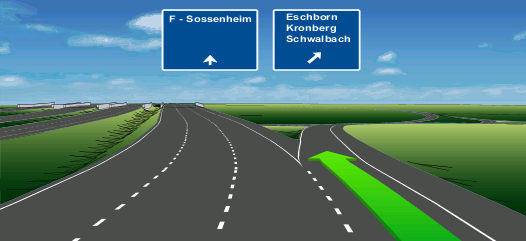 F - Sossenheim
Eschborn
Kronberg
Schwalbach